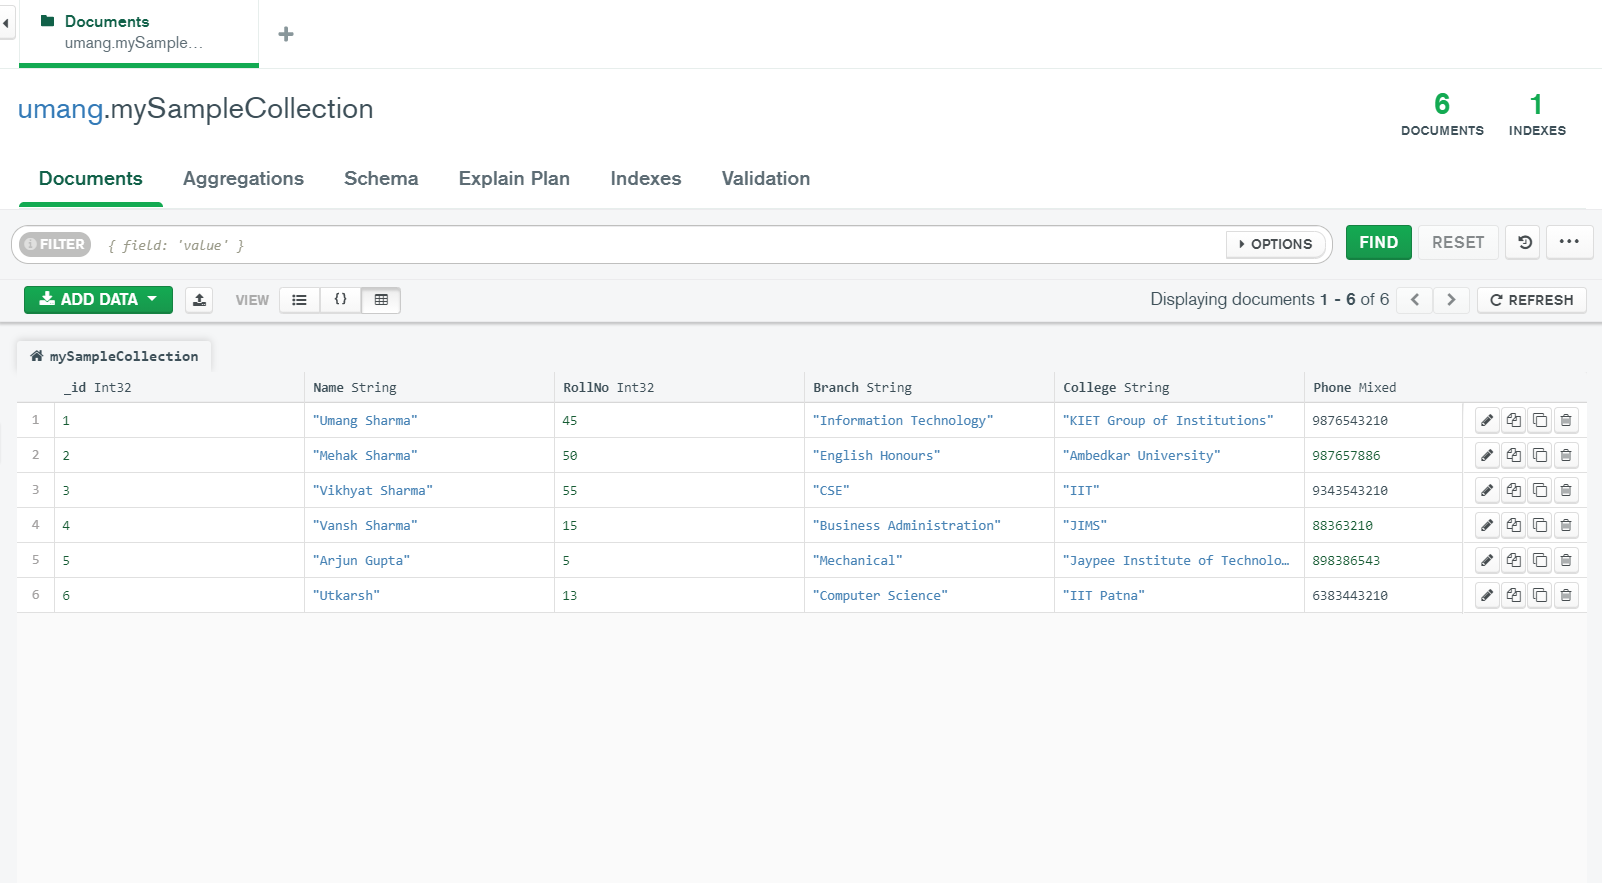 Documents
umang.mySample...
umang.mySampleCollection
6 DOCUMENTS
1 INDEXES
Documents Aggregations Schema Explain Plan Indexes Validation
FILTER { field: 'value' } OPTIONS FIND RESET
ADD DATA VIEW { } Displaying documents 1 - 6 of 6 REFRESH
mySampleCollection
_id Int32 Name String RollNo Int32 Branch String College String Phone Mixed
1 1 "Umang Sharma" 45 "Information Technology" "KIET Group of Institutions" 9876543210
2 2 "Mehak Sharma" 50 "English Honours" "Ambedkar University" 987657886
3 3 "Vikhyat Sharma" 55 "CSE" "IIT" 9343543210
4 4 "Vansh Sharma" 15 "Business Administration" "JIMS" 88363210
5 5 "Arjun Gupta" 5 "Mechanical" "Jaypee Institute of Technolo… 898386543
6 6 "Utkarsh" 13 "Computer Science" "IIT Patna" 6383443210